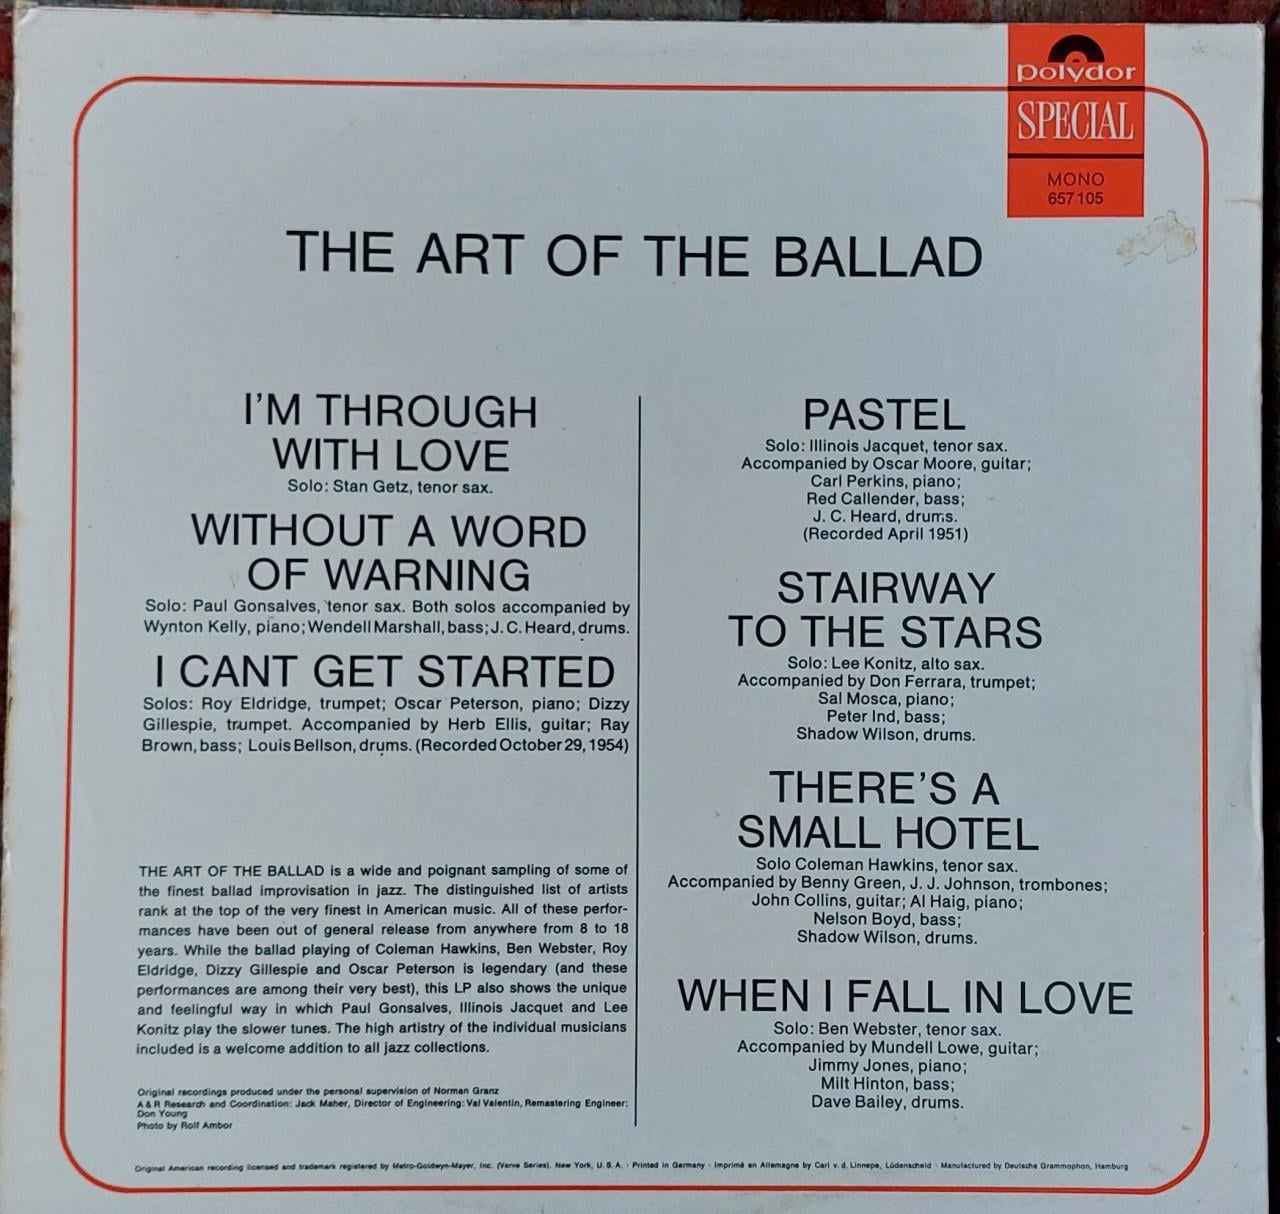 polydor
SPECIAL
MONO
657 105
THE ART OF THE BALLAD
I'M THROUGH
WITH LOVE
Solo: Stan Getz, tenor sax.
WITHOUT A WORD
OF WARNING
Solo: Paul Gonsalves, tenor sax. Both solos accompanied by
Wynton Kelly, piano; Wendell Marshall, bass; J. C. Heard, drums.
I CANT GET STARTED
Solos: Roy Eldridge, trumpet; Oscar Peterson, piano; Dizzy
Gillespie, trumpet. Accompanied by Herb Ellis, guitar; Ray
Brown, bass; Louis Bellson, drums. (Recorded October 29, 1954)
THE ART OF THE BALLAD is a wide and poignant sampling of some of
the finest ballad improvisation in jazz. The distinguished list of artists
rank at the top of the very finest in American music. All of these perfor-
mances have been out of general release from anywhere from 8 to 18
years. While the ballad playing of Coleman Hawkins, Ben Webster, Roy
Eldridge, Dizzy Gillespie and Oscar Peterson is legendary (and these
performances are among their very best), this LP also shows the unique
and feelingful way in which Paul Gonsalves, Illinois Jacquet and Lee
Konitz play the slower tunes. The high artistry of the individual musicians
included is a welcome addition to all jazz collections.
Original recordings produced under the personal supervision of Norman Granz
A & R Research and Coordination: Jack Maher, Director of Engineering: Val Valentin, Remastering Engineer:
Don Young
Photo by Rolf Ambor
PASTEL
Solo: Illinois Jacquet, tenor sax.
Accompanied by Oscar Moore, guitar;
Carl Perkins, piano;
Red Callender, bass;
J. C. Heard, drums.
(Recorded April 1951)
STAIRWAY
TO THE STARS
Solo: Lee Konitz, alto sax.
Accompanied by Don Ferrara, trumpet;
Sal Mosca, piano;
Peter Ind, bass;
Shadow Wilson, drums.
THERE'S A
SMALL HOTEL
Solo Coleman Hawkins, tenor sax.
Accompanied by Benny Green, J. J. Johnson, trombones;
John Collins, guitar; Al Haig, piano;
Nelson Boyd, bass;
Shadow Wilson, drums.
WHEN I FALL IN LOVE
Solo: Ben Webster, tenor sax.
Accompanied by Mundell Lowe, guitar;
Jimmy Jones, piano;
Milt Hinton, bass;
Dave Bailey, drums.
Original American recording licensed and trademark registered by Metro-Goldwyn-Mayer, Inc. (Verve Series). New York, U. S. A. · Printed in Germany · Imprimé en Allemagne by Carl v. d. Linnepe, Lüdenscheid · Manufactured by Deutsche Grammophon, Hamburg